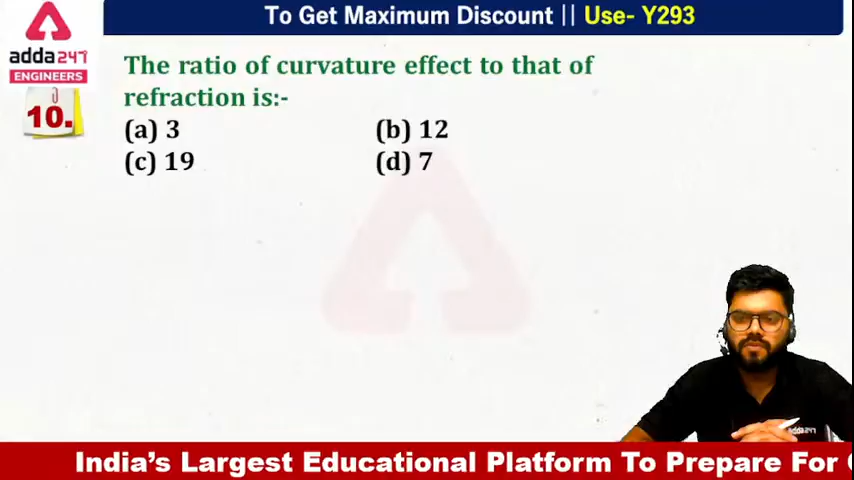 To Get Maximum Discount || Use- Y293
adda247
ENGINEERS
10.
The ratio of curvature effect to that of
refraction is:-
(a) 3 (b) 12
(c) 19 (d) 7
adda247
India's Largest Educational Platform To Prepare For